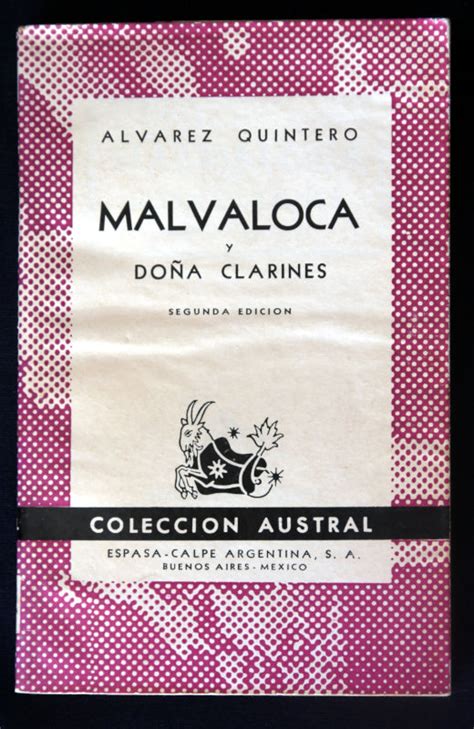 ALVAREZ QUINTERO
MALVALOCA
Y
DOÑA CLARINES
SEGUNDA EDICION
COLECCION AUSTRAL
ESPASA-CALPE ARGENTINA, S. A.
BUENOS AIRES - MEXICO